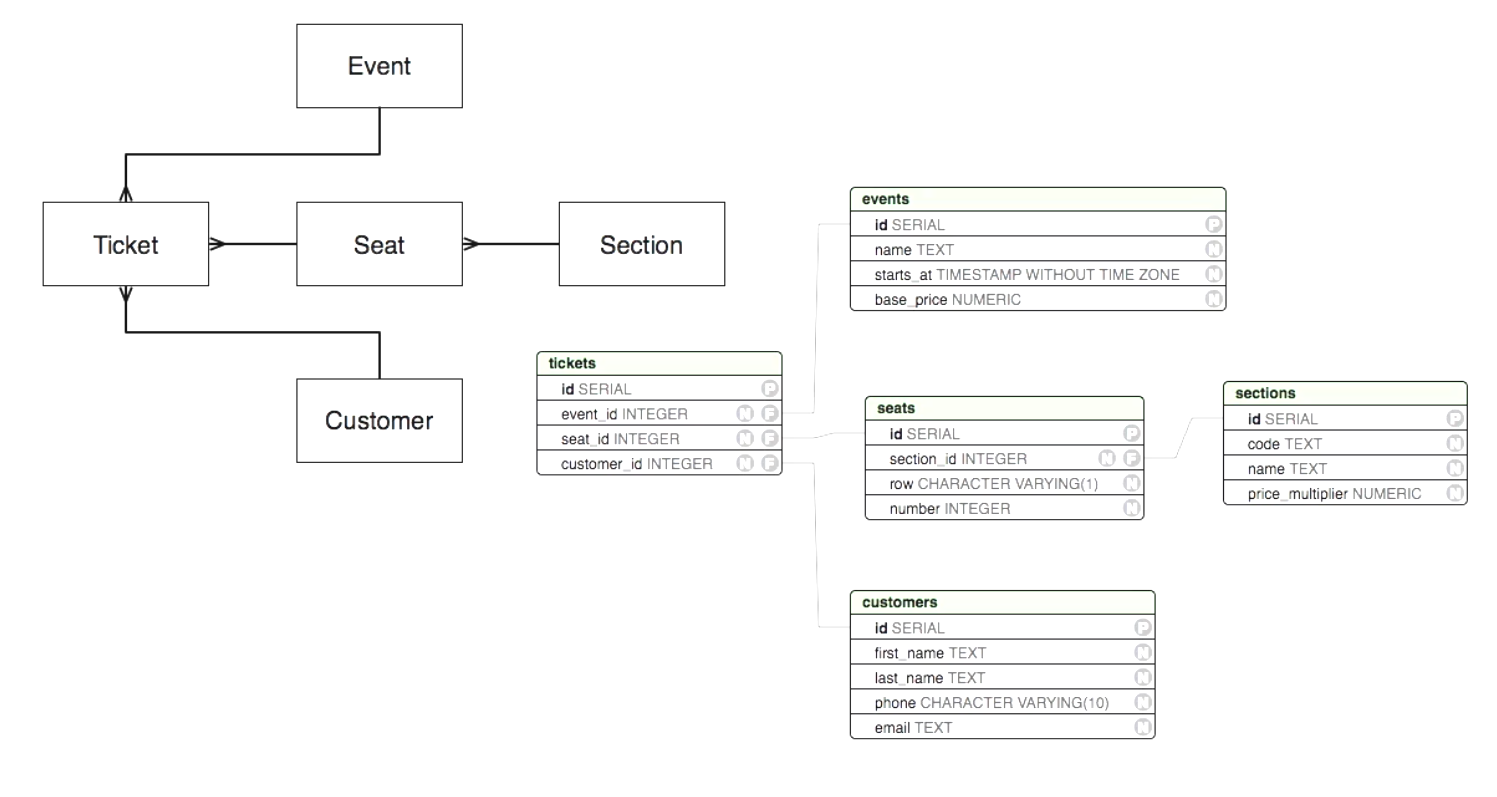 Event
Ticket
Seat
Section
Customer
events
id SERIAL P
name TEXT N
starts_at TIMESTAMP WITHOUT TIME ZONE N
base_price NUMERIC N
tickets
id SERIAL P
event_id INTEGER N F
seat_id INTEGER N F
customer_id INTEGER N F
seats
id SERIAL P
section_id INTEGER N F
row CHARACTER VARYING(1) N
number INTEGER N
sections
id SERIAL P
code TEXT N
name TEXT N
price_multiplier NUMERIC N
customers
id SERIAL P
first_name TEXT N
last_name TEXT N
phone CHARACTER VARYING(10) N
email TEXT N